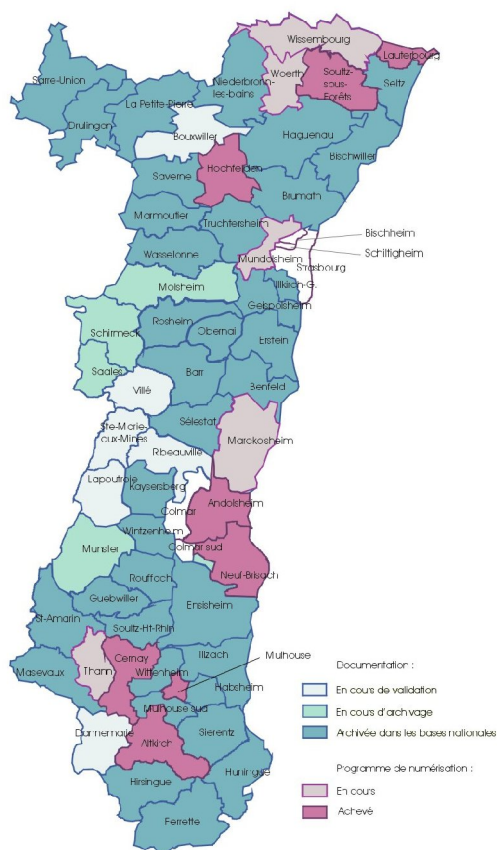 Wissembourg
Lauterbourg
Sarre-Union
Niederbronn-
les-bains
Woerth
Soultz-
sous-
Forêts
Seltz
La Petite-Pierre
Drulingen
Bouxwiller
Haguenau
Bischwiller
Saverne
Hochfelden
Brumath
Marmoutier
Truchtersheim
Bischheim
Schiltigheim
Wasselonne
Mundolsheim
Strasbourg
Molsheim
Illkirch-G.
Geispolsheim
Schirmeck
Rosheim
Obernai
Erstein
Saales
Barr
Villé
Benfeld
Sélestat
Ste-Marie-
aux-Mines
Marckosheim
Ribeauville
Lapoutroie
Kaysersberg
Andolsheim
Colmar
Wintzenheim
Colmar sud
Munster
Neuf-Brisach
Rouffach
Guebwiller
Ensisheim
St-Amarin
Soultz-Ht-Rhin
Cernay
Illzach
Mulhouse
Thann
Wittenheim
Masevaux
Habsheim
Mulhouse sud
Dannemarie
Altkirch
Sierentz
Huningue
Hirsingue
Ferrette
Documentation :
En cours de validation
En cours d'archivage
Archivée dans les bases nationales
Programme de numérisation :
En cours
Achevé